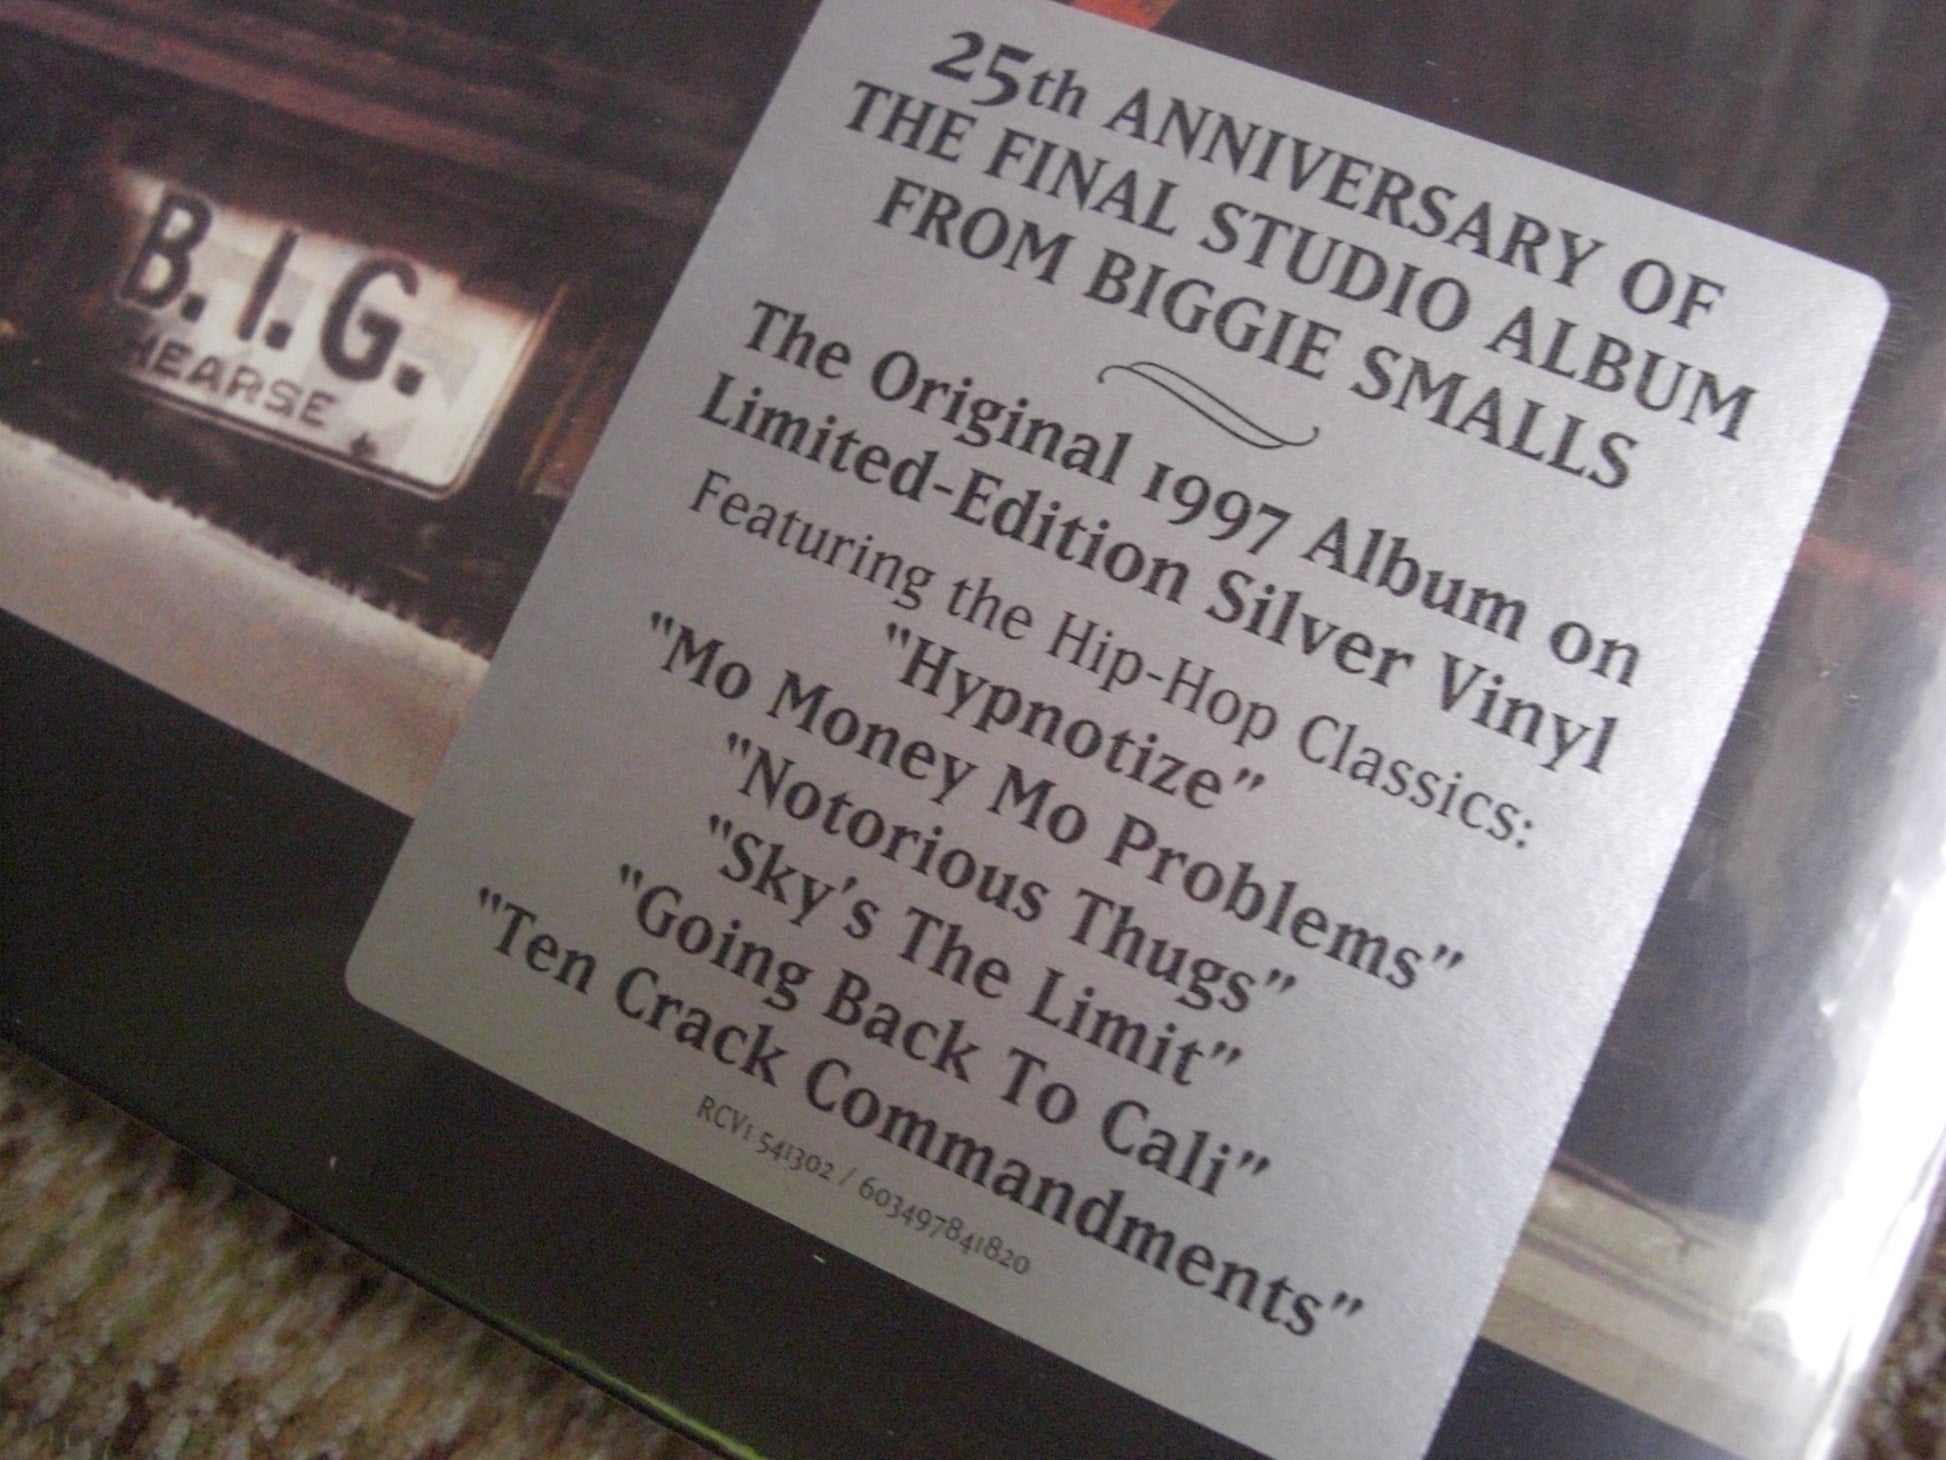 B.I.G.
HEARSE
25th ANNIVERSARY OF
THE FINAL STUDIO ALBUM
FROM BIGGIE SMALLS
The Original 1997 Album on
Limited-Edition Silver Vinyl
Featuring the Hip-Hop Classics:
"Hypnotize"
"Mo Money Mo Problems"
"Notorious Thugs"
"Sky's The Limit"
"Going Back To Cali"
"Ten Crack Commandments"
RCV1 541302 / 603497841820